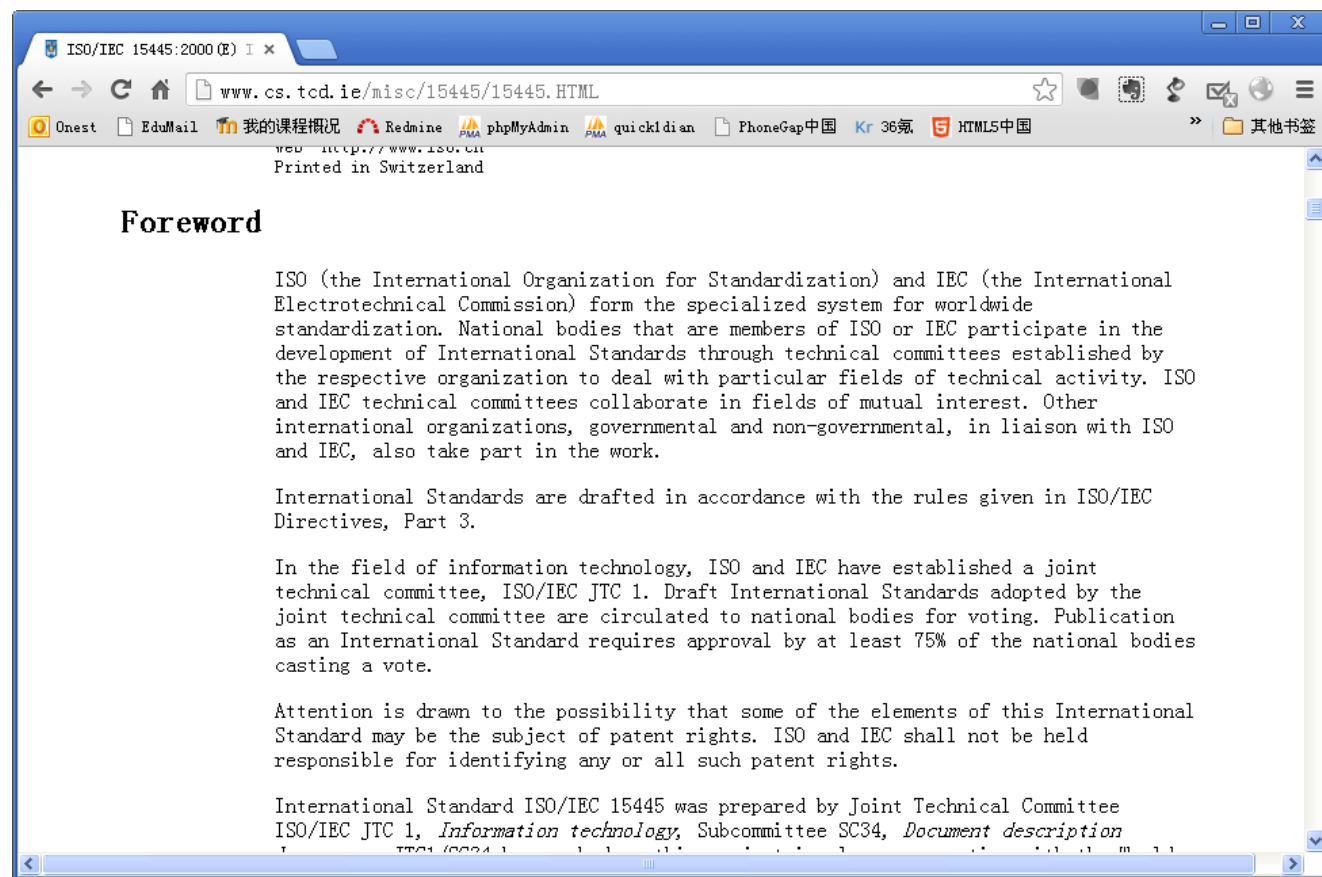 ISO/IEC 15445:2000(E) I
www.cs.tcd.ie/misc/15445/15445.HTML
Onest EduMail 我的课程概况 Redmine phpMyAdmin quickldian PhoneGap中国 Kr 36氪 HTML5中国 » 其他书签
Web http://www.iso.ch
Printed in Switzerland
Foreword
ISO (the International Organization for Standardization) and IEC (the International
Electrotechnical Commission) form the specialized system for worldwide
standardization. National bodies that are members of ISO or IEC participate in the
development of International Standards through technical committees established by
the respective organization to deal with particular fields of technical activity. ISO
and IEC technical committees collaborate in fields of mutual interest. Other
international organizations, governmental and non-governmental, in liaison with ISO
and IEC, also take part in the work.
International Standards are drafted in accordance with the rules given in ISO/IEC
Directives, Part 3.
In the field of information technology, ISO and IEC have established a joint
technical committee, ISO/IEC JTC 1. Draft International Standards adopted by the
joint technical committee are circulated to national bodies for voting. Publication
as an International Standard requires approval by at least 75% of the national bodies
casting a vote.
Attention is drawn to the possibility that some of the elements of this International
Standard may be the subject of patent rights. ISO and IEC shall not be held
responsible for identifying any or all such patent rights.
International Standard ISO/IEC 15445 was prepared by Joint Technical Committee
ISO/IEC JTC 1, Information technology, Subcommittee SC34, Document description